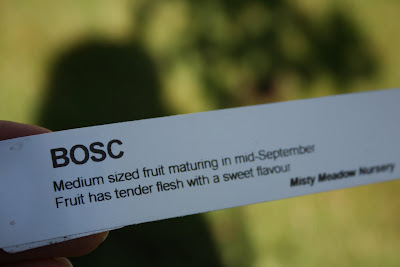 BOSC
Medium sized fruit maturing in mid-September
Fruit has tender flesh with a sweet flavour
Misty Meadow Nursery